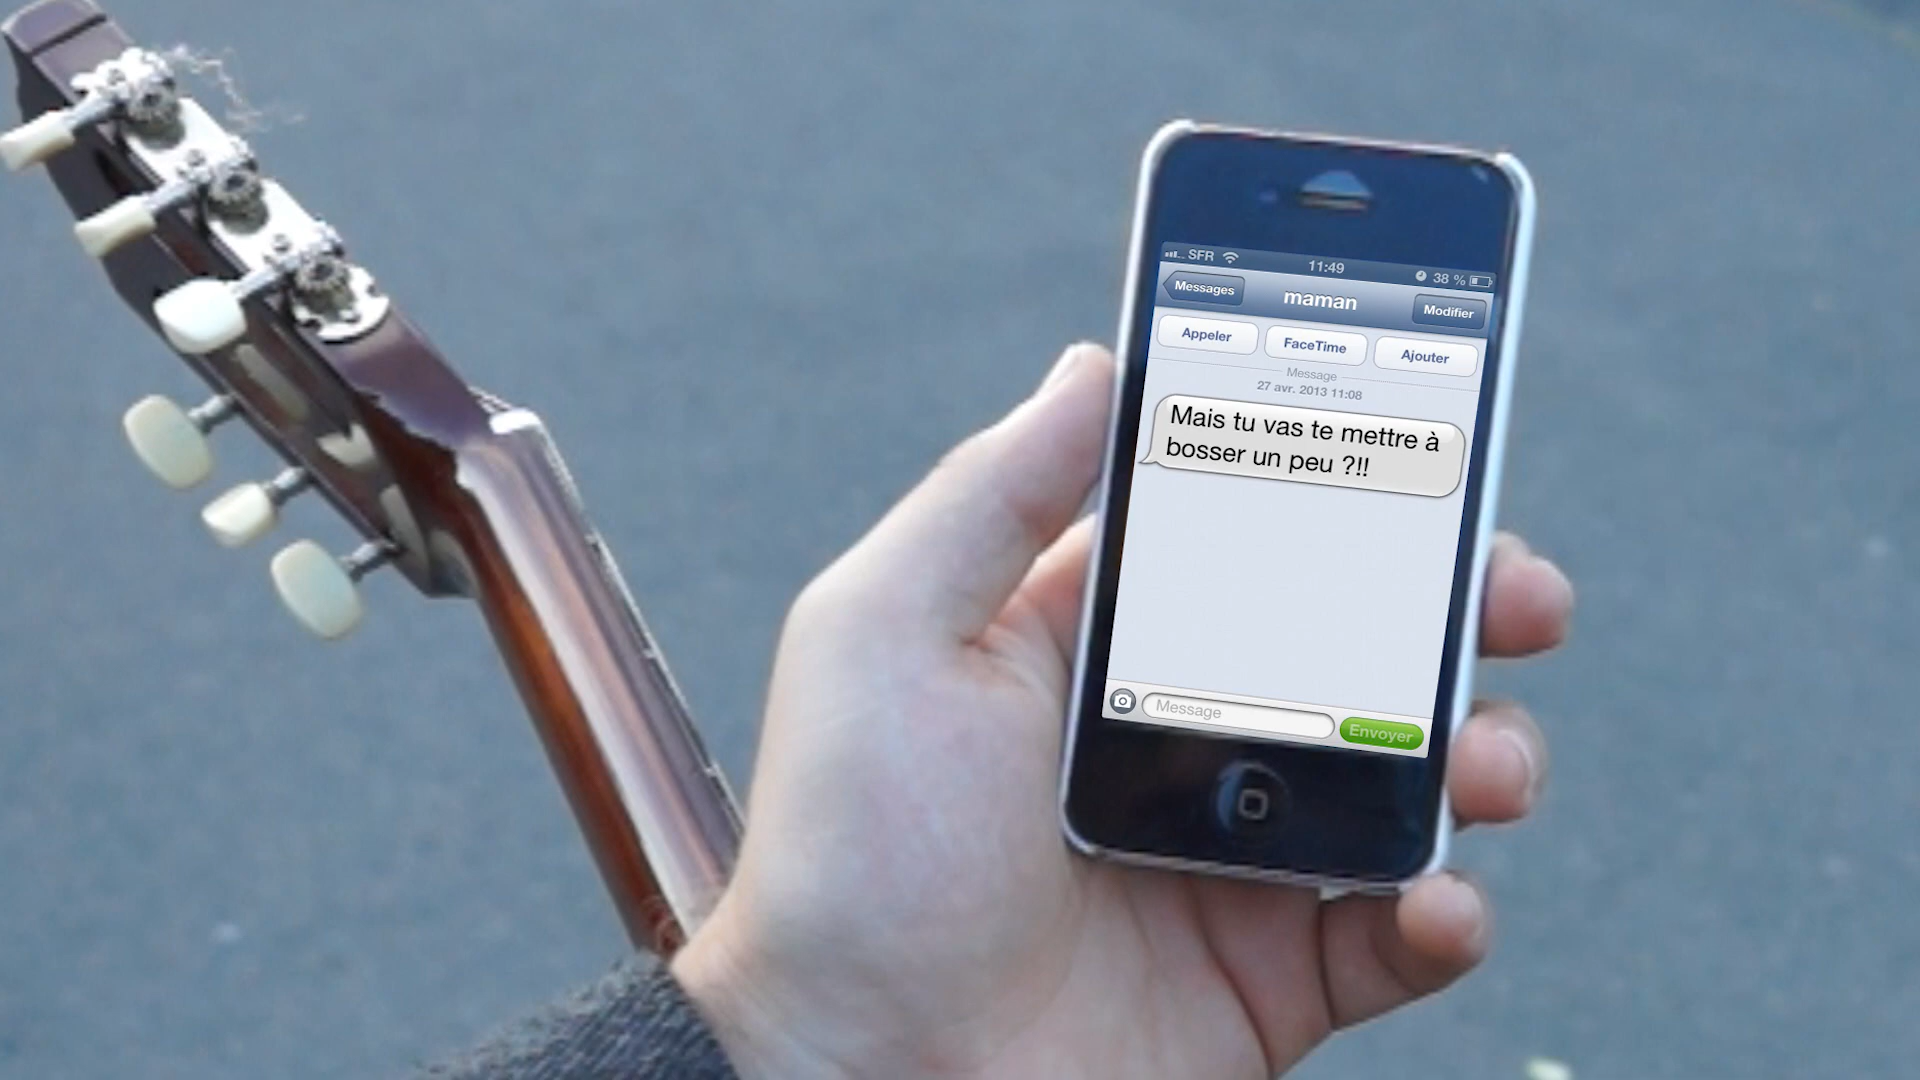 SFR 11:49 38 %
Messages maman Modifier
Appeler FaceTime Ajouter
Message
27 avr. 2013 11:08
Mais tu vas te mettre à
bosser un peu ?!!
Message Envoyer